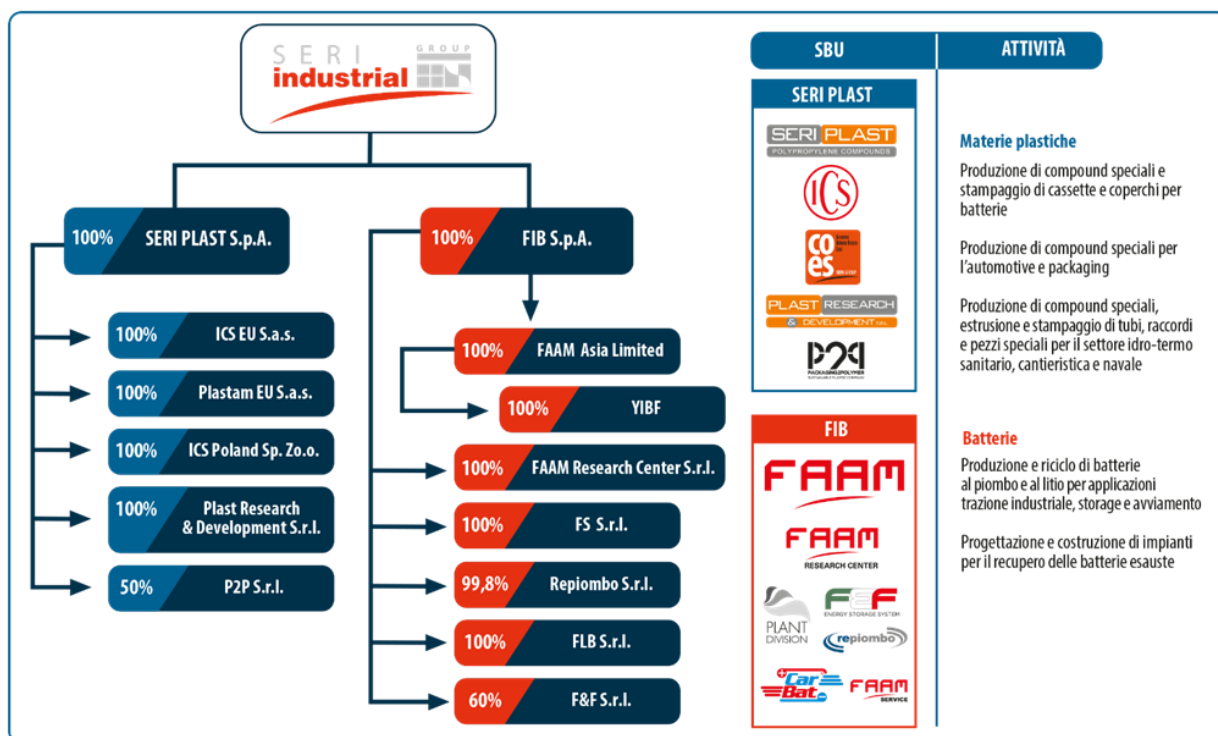 SERI
GROUP
industrial
100%
SERI PLAST S.p.A.
100%
FIB S.p.A.
100%
ICS EU S.a.s.
100%
Plastam EU S.a.s.
100%
ICS Poland Sp. Zo.o.
100%
Plast Research
& Development S.r.l.
50%
P2P S.r.l.
100%
FAAM Asia Limited
100%
YIBF
100%
FAAM Research Center S.r.l.
100%
FS S.r.l.
99,8%
Repiombo S.r.l.
100%
FLB S.r.l.
60%
F&F S.r.l.
SBU
ATTIVITÀ
SERI PLAST
SERI PLAST
POLYPROPYLENE COMPOUNDS
ICS
co
es
PLAST RESEARCH
& DEVELOPMENT SRL
P2P
PACKAGING2POLYMER
Materie plastiche
Produzione di compound speciali e
stampaggio di cassette e coperchi per
batterie
Produzione di compound speciali per
l'automotive e packaging
Produzione di compound speciali,
estrusione e stampaggio di tubi, raccordi
e pezzi speciali per il settore idro-termo
sanitario, cantieristica e navale
FIB
FAAM
FAAM
RESEARCH CENTER
PLANT
DIVISION
F&F
ENERGY STORAGE SYSTEM
repiombo
Car
Bat
FAAM
SERVICE
Batterie
Produzione e riciclo di batterie
al piombo e al litio per applicazioni
trazione industriale, storage e avviamento
Progettazione e costruzione di impianti
per il recupero delle batterie esauste